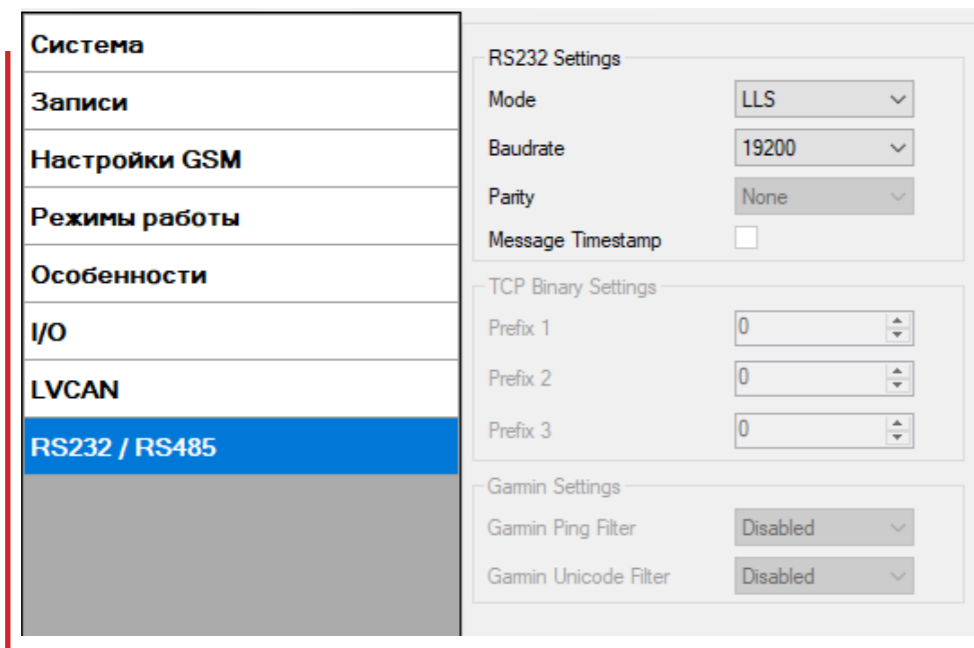 Система
Записи
Настройки GSM
Режимы работы
Особенности
I/O
LVCAN
RS232 / RS485
RS232 Settings
Mode LLS
Baudrate 19200
Parity None
Message Timestamp
TCP Binary Settings
Prefix 1 0
Prefix 2 0
Prefix 3 0
Garmin Settings
Garmin Ping Filter Disabled
Garmin Unicode Filter Disabled